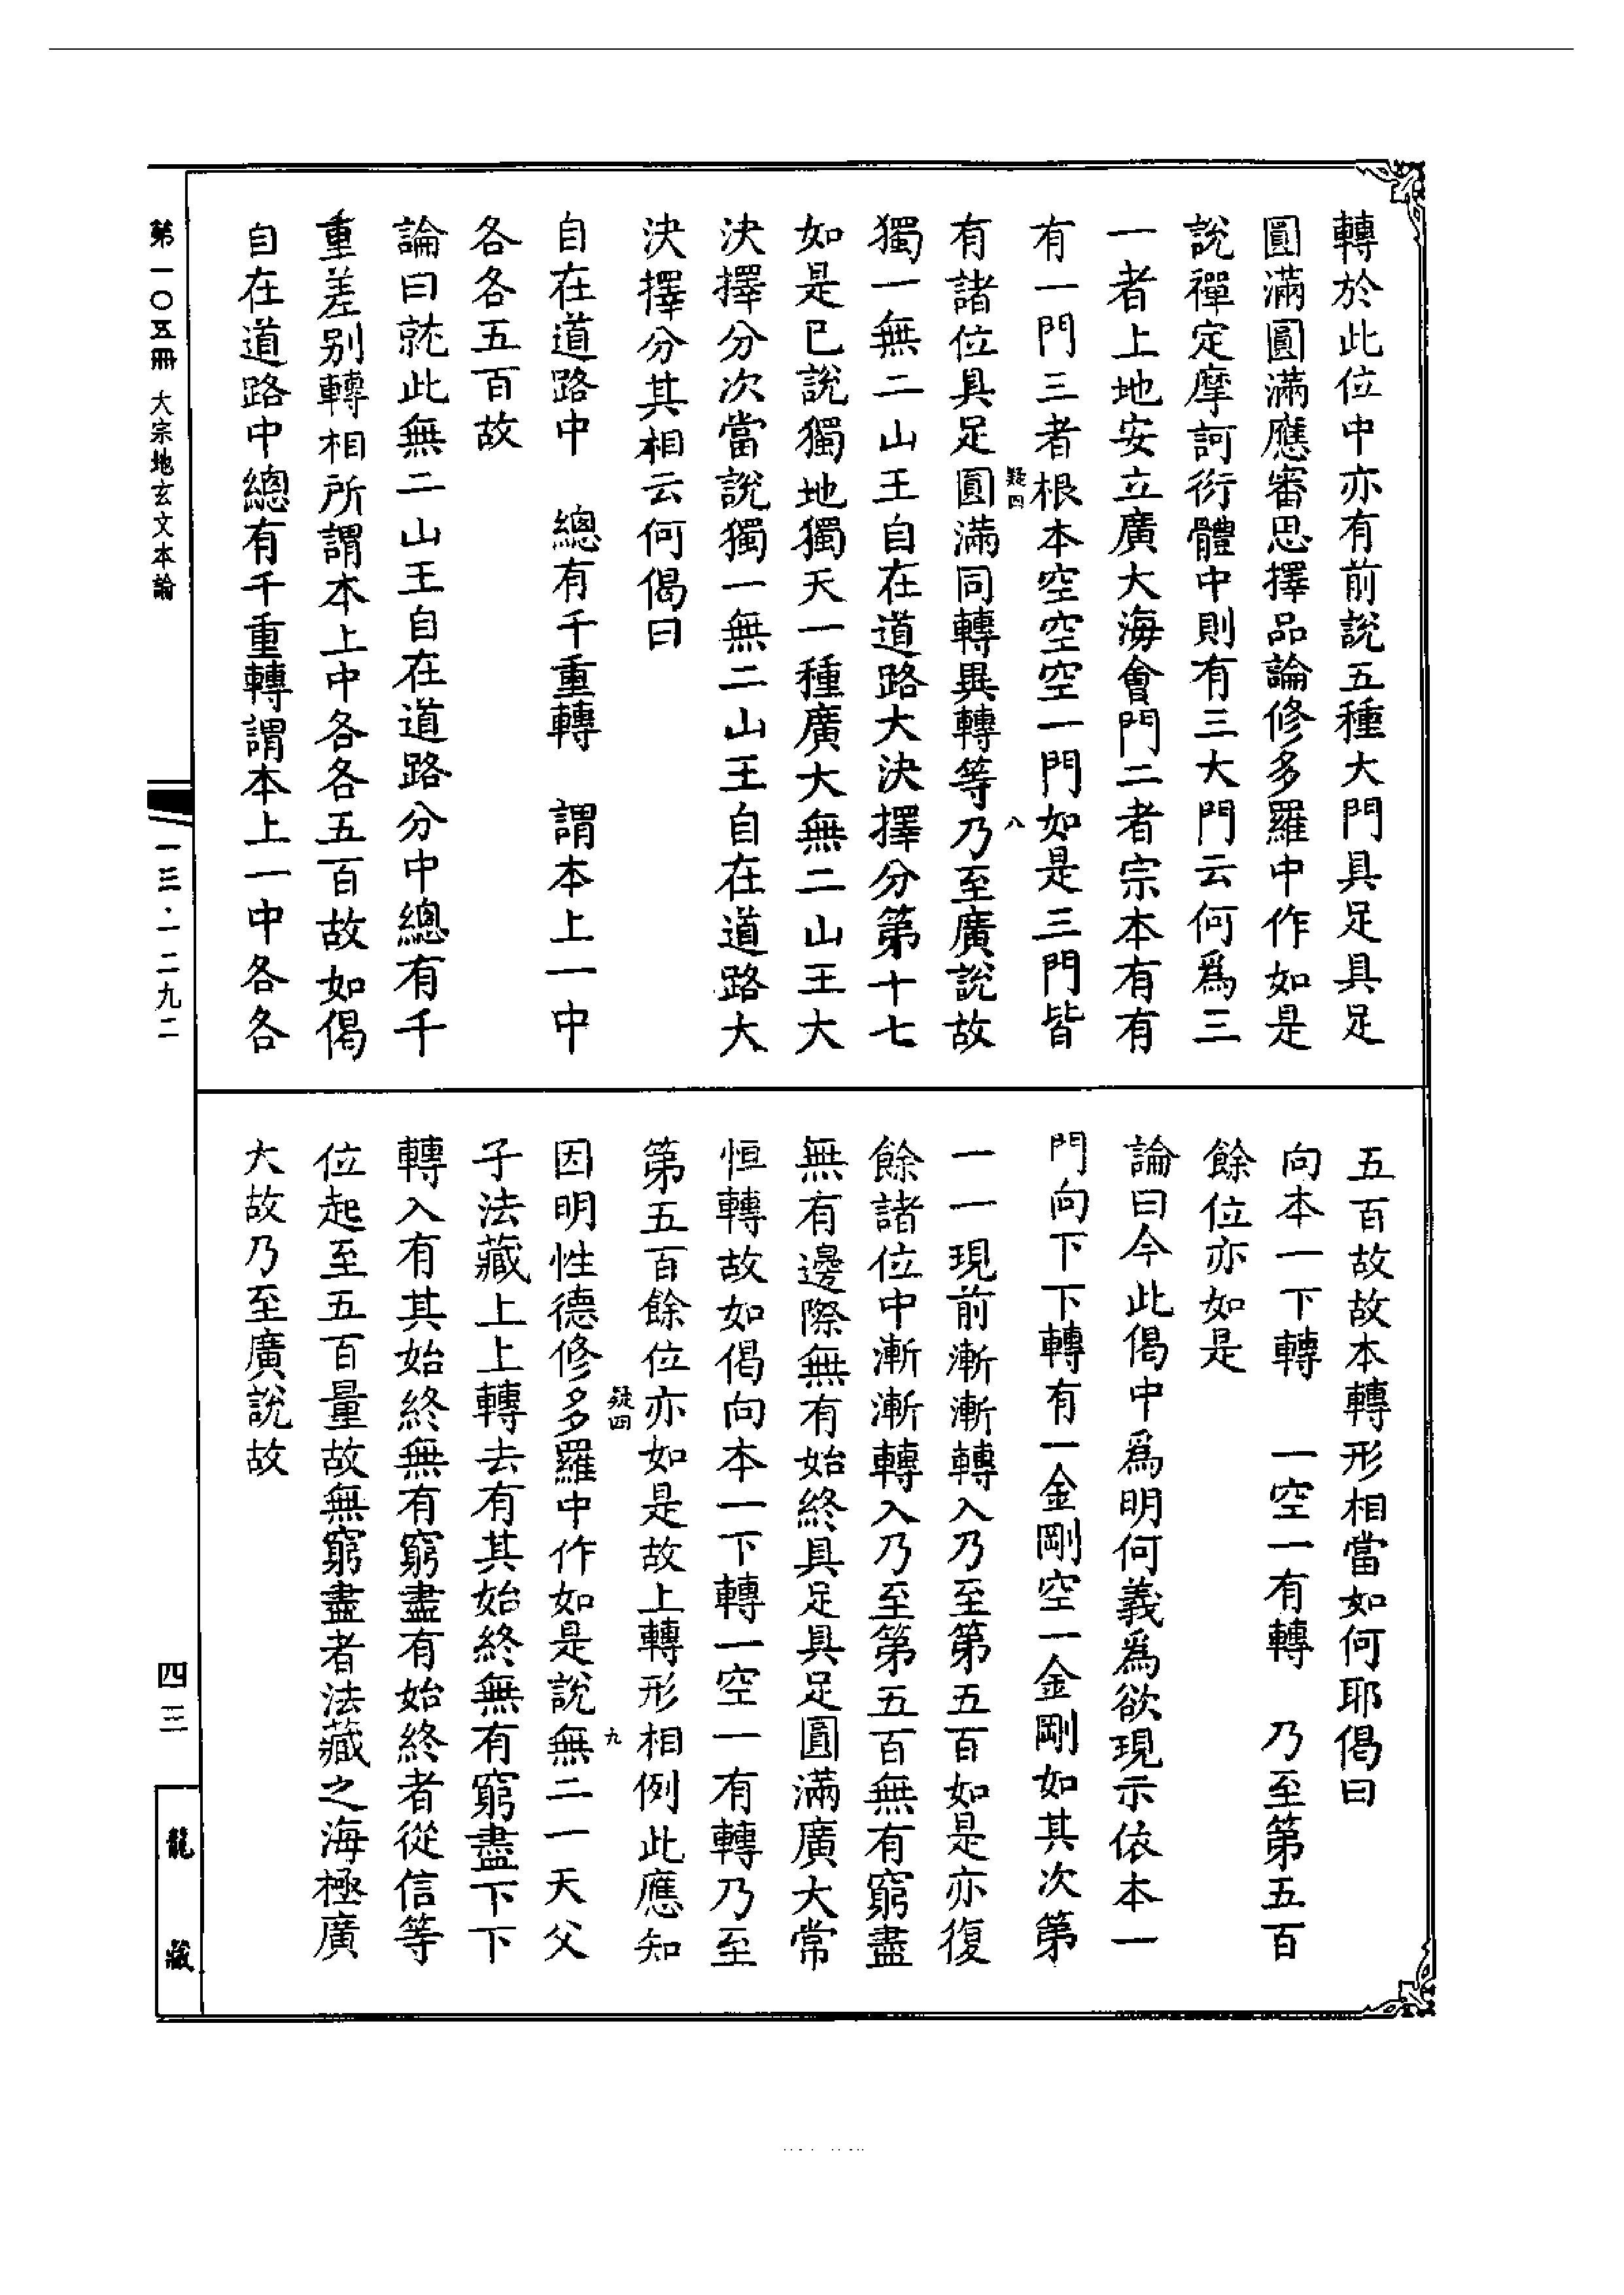 轉於此位中亦有前說五種大門具足具足
圓滿圓滿應審思擇品論修多羅中作如是
說禪定摩訶衍體中則有三大門云何爲三
一者上地安立廣大海會門二者宗本有有
有一門三者根本空空空一門如是三門皆
疑四 八
有諸位具足圓滿同轉異轉等乃至廣說故
獨一無二山王自在道路大決擇分第十七
如是已說獨地獨天一種廣大無二山王大
決擇分次當說獨一無二山王自在道路大
決擇分其相云何偈曰
自在道路中 總有千重轉 謂本上一中
各各五百故
論曰就此無二山王自在道路分中總有千
重差别轉相所謂本上中各各五百故如偈
自在道路中總有千重轉謂本上一中各各
五百故故本轉形相當如何耶偈曰
向本一下轉 一空一有轉 乃至第五百
餘位亦如是
論曰今此偈中爲明何義爲欲現示依本一
門向下下轉有一金剛空一金剛如其次第
一一現前漸漸轉入乃至第五百如是亦復
餘諸位中漸漸轉入乃至第五百無有窮盡
無有邊際無有始終具足具足圓滿廣大常
恒轉故如偈向本一下轉一空一有轉乃至
第五百餘位亦如是故上轉形相例此應知
疑四 九
因明性德修多羅中作如是說無二一天父
子法藏上上轉去有其始終無有窮盡下下
轉入有其始終無有窮盡有始終者從信等
位起至五百量故無窮盡者法藏之海極廣
大故乃至廣說故
第一〇五冊 大宗地玄文本論
一三·一二九二
四三
龍藏